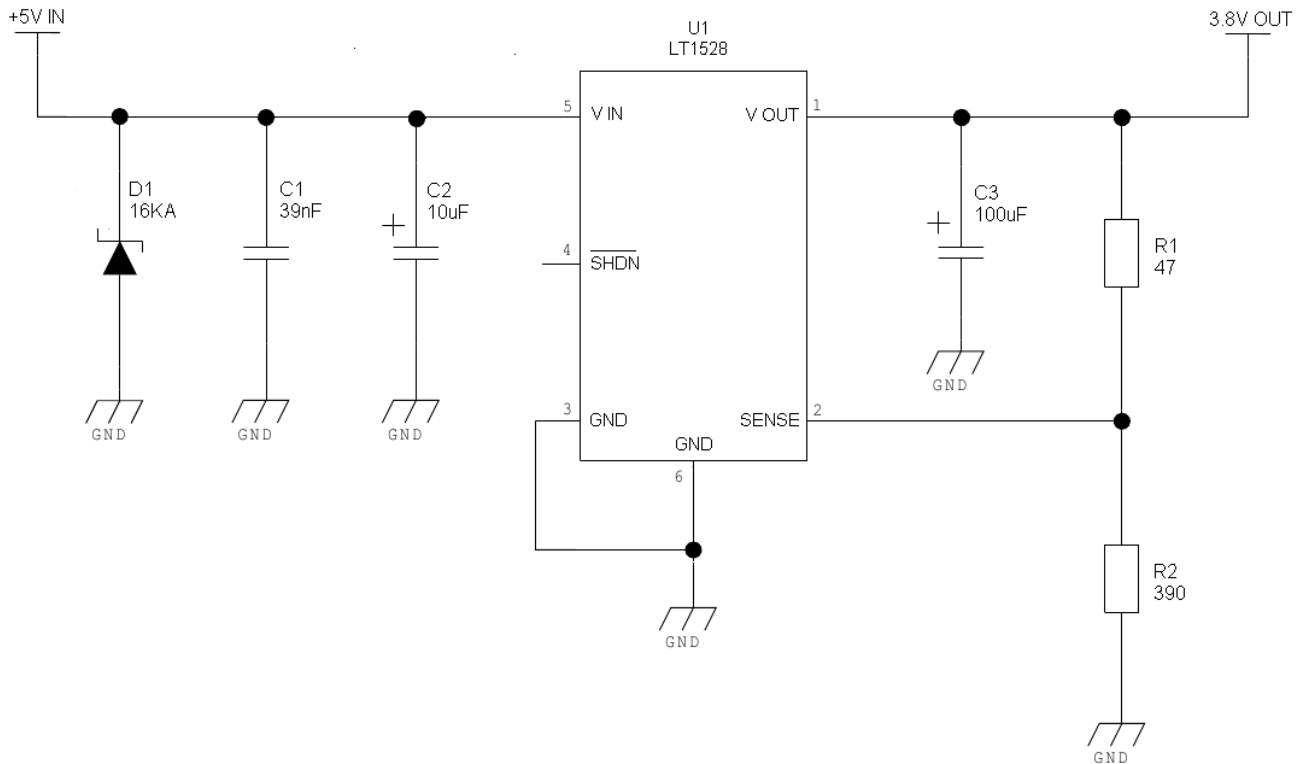 +5V IN
3.8V OUT
U1
LT1528
5
V IN
V OUT
1
D1
16KA
C1
39nF
C2
10uF
+
C3
100uF
+
4
SHDN
R1
47
GND
GND
GND
GND
3
GND
SENSE
2
GND
6
R2
390
GND
GND